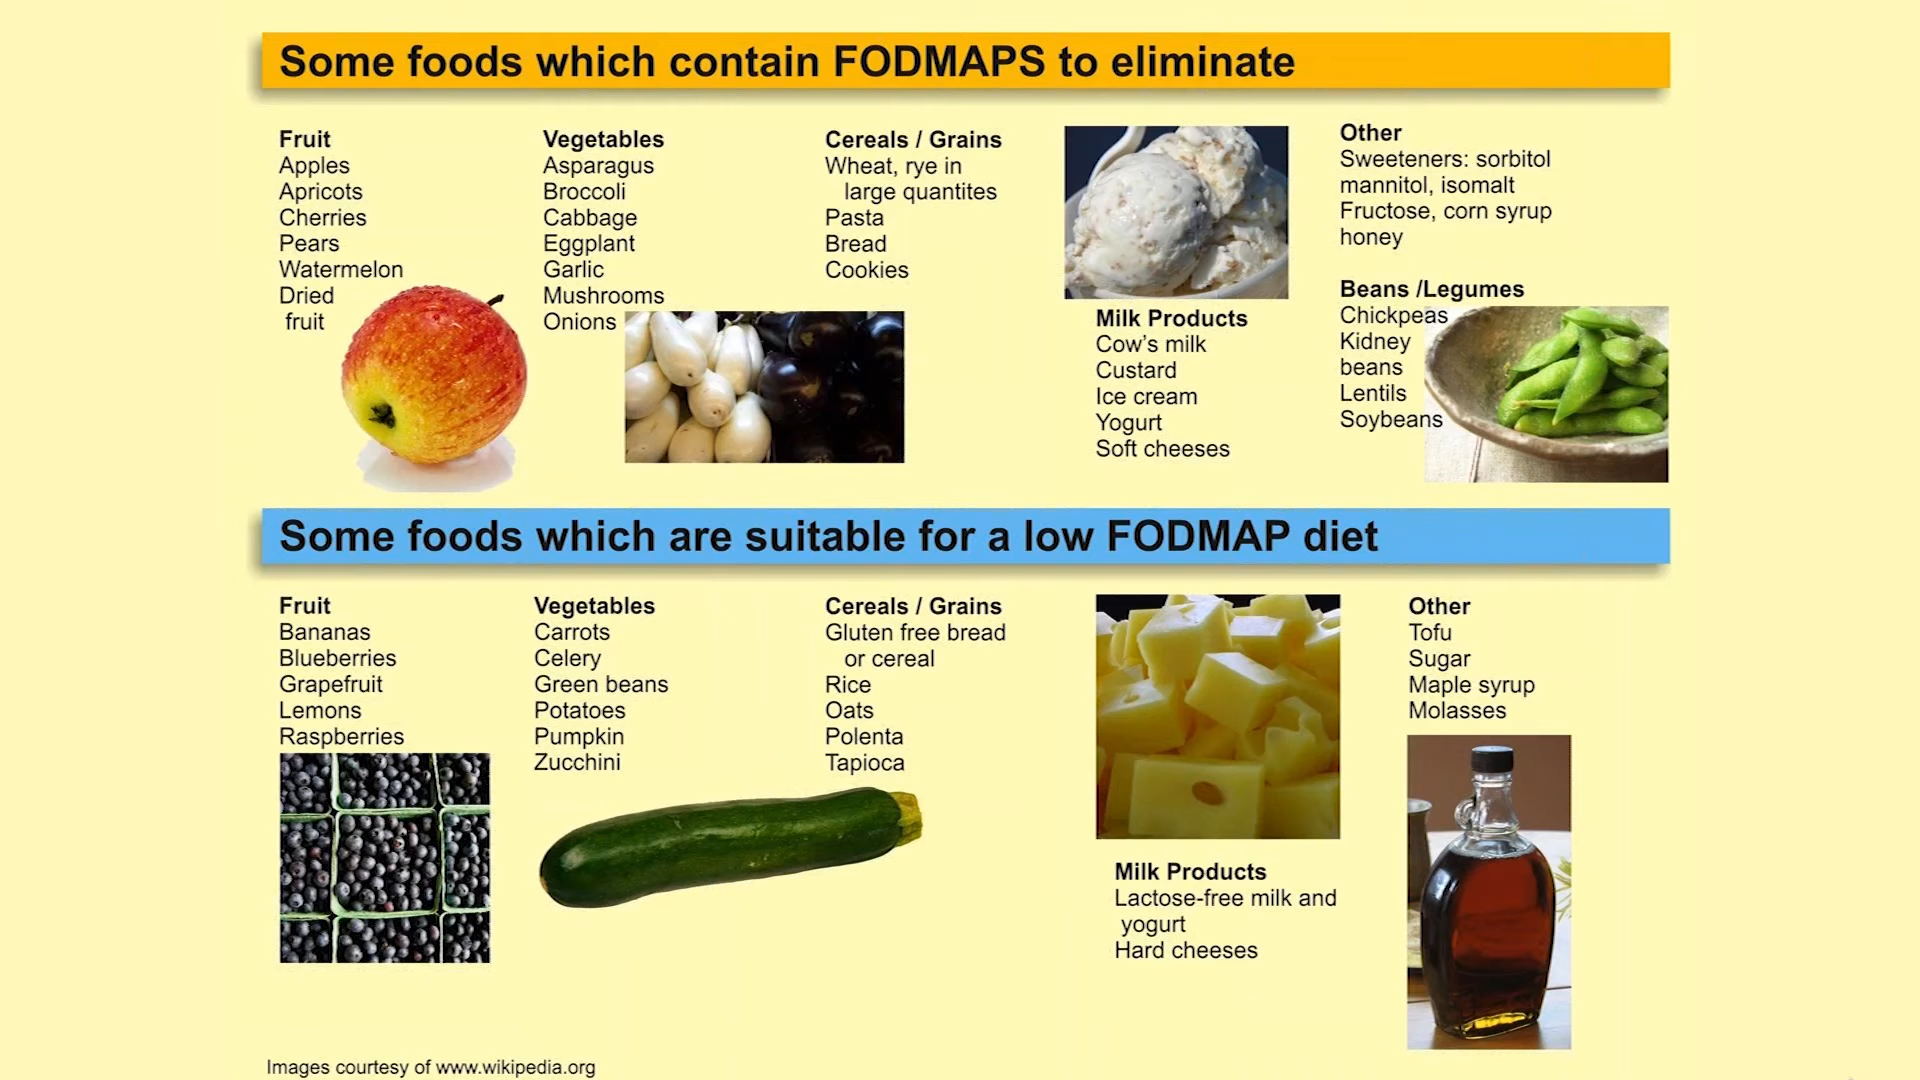 Some foods which contain FODMAPS to eliminate
Fruit
Apples
Apricots
Cherries
Pears
Watermelon
Dried
fruit
Vegetables
Asparagus
Broccoli
Cabbage
Eggplant
Garlic
Mushrooms
Onions
Cereals / Grains
Wheat, rye in
large quantites
Pasta
Bread
Cookies
Milk Products
Cow's milk
Custard
Ice cream
Yogurt
Soft cheeses
Other
Sweeteners: sorbitol
mannitol, isomalt
Fructose, corn syrup
honey
Beans /Legumes
Chickpeas
Kidney
beans
Lentils
Soybeans
Some foods which are suitable for a low FODMAP diet
Fruit
Bananas
Blueberries
Grapefruit
Lemons
Raspberries
Vegetables
Carrots
Celery
Green beans
Potatoes
Pumpkin
Zucchini
Cereals / Grains
Gluten free bread
or cereal
Rice
Oats
Polenta
Tapioca
Milk Products
Lactose-free milk and
yogurt
Hard cheeses
Other
Tofu
Sugar
Maple syrup
Molasses
Images courtesy of www.wikipedia.org